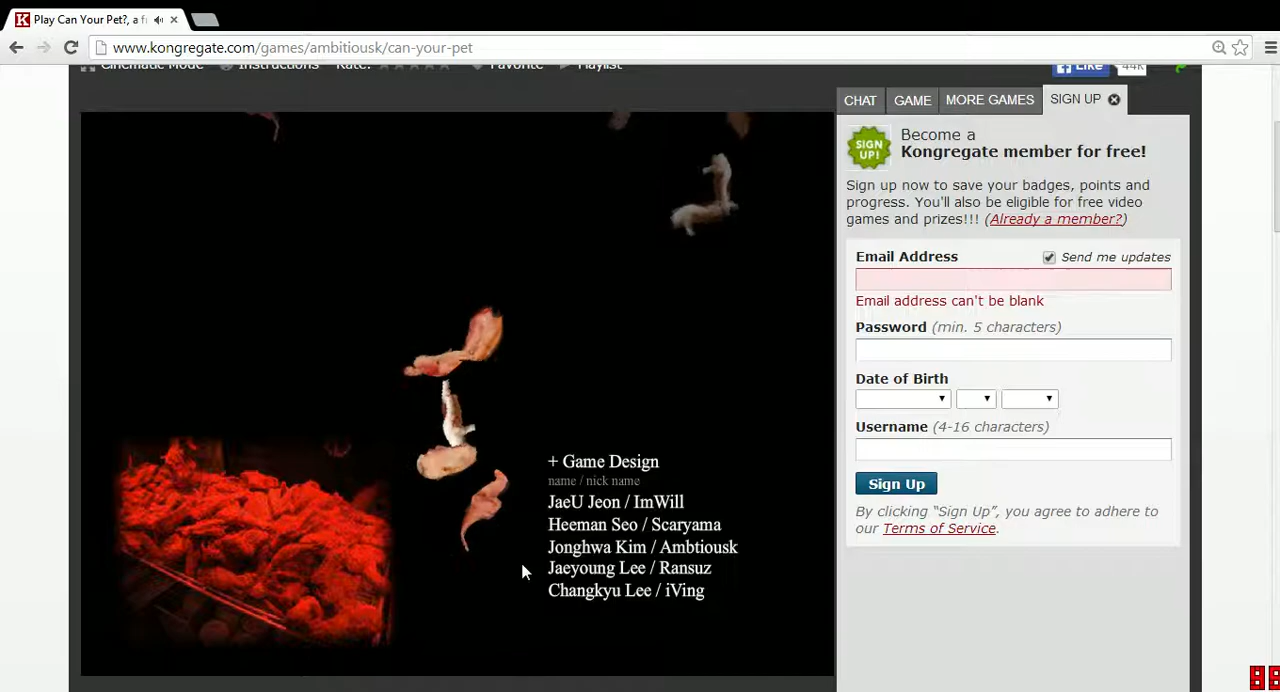 Play Can Your Pet?, a f
www.kongregate.com/games/ambitiousk/can-your-pet
Cinematic Mode Instructions Rate: Favorite Playlist
Like 44k
CHAT GAME MORE GAMES SIGN UP
SIGN UP!
Become a
Kongregate member for free!
Sign up now to save your badges, points and
progress. You'll also be eligible for free video
games and prizes!!! (Already a member?)
Email Address Send me updates
Email address can't be blank
Password (min. 5 characters)
Date of Birth
Username (4-16 characters)
Sign Up
By clicking “Sign Up”, you agree to adhere to
our Terms of Service.
+ Game Design
name / nick name
JaeU Jeon / ImWill
Heeman Seo / Scaryama
Jonghwa Kim / Ambtiousk
Jaeyoung Lee / Ransuz
Changkyu Lee / iVing